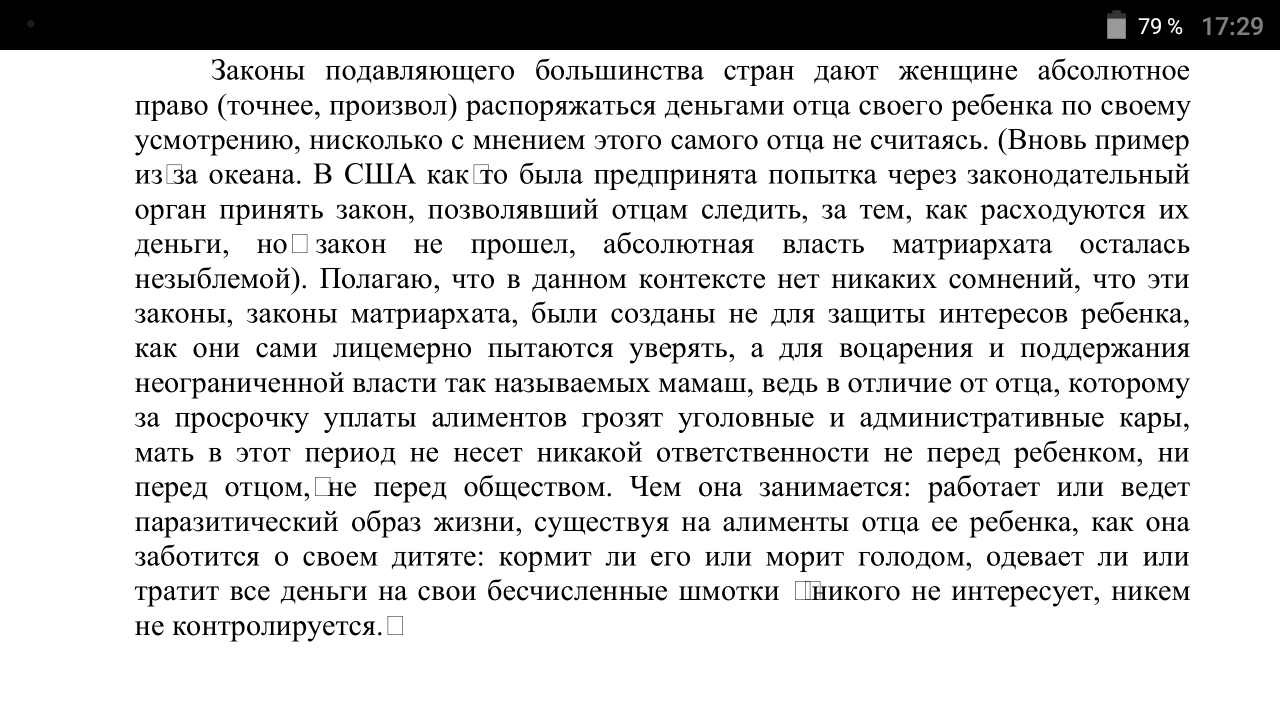 79 % 17:29
Законы подавляющего большинства стран дают женщине абсолютное
право (точнее, произвол) распоряжаться деньгами отца своего ребенка по своему
усмотрению, нисколько с мнением этого самого отца не считаясь. (Вновь пример
из□за океана. В США как□то была предпринята попытка через законодательный
орган принять закон, позволявший отцам следить, за тем, как расходуются их
деньги, но□ закон не прошел, абсолютная власть матриархата осталась
незыблемой). Полагаю, что в данном контексте нет никаких сомнений, что эти
законы, законы матриархата, были созданы не для защиты интересов ребенка,
как они сами лицемерно пытаются уверять, а для воцарения и поддержания
неограниченной власти так называемых мамаш, ведь в отличие от отца, которому
за просрочку уплаты алиментов грозят уголовные и административные кары,
мать в этот период не несет никакой ответственности не перед ребенком, ни
перед отцом, □не перед обществом. Чем она занимается: работает или ведет
паразитический образ жизни, существуя на алименты отца ее ребенка, как она
заботится о своем дитяте: кормит ли его или морит голодом, одевает ли или
тратит все деньги на свои бесчисленные шмотки □□никого не интересует, никем
не контролируется.□